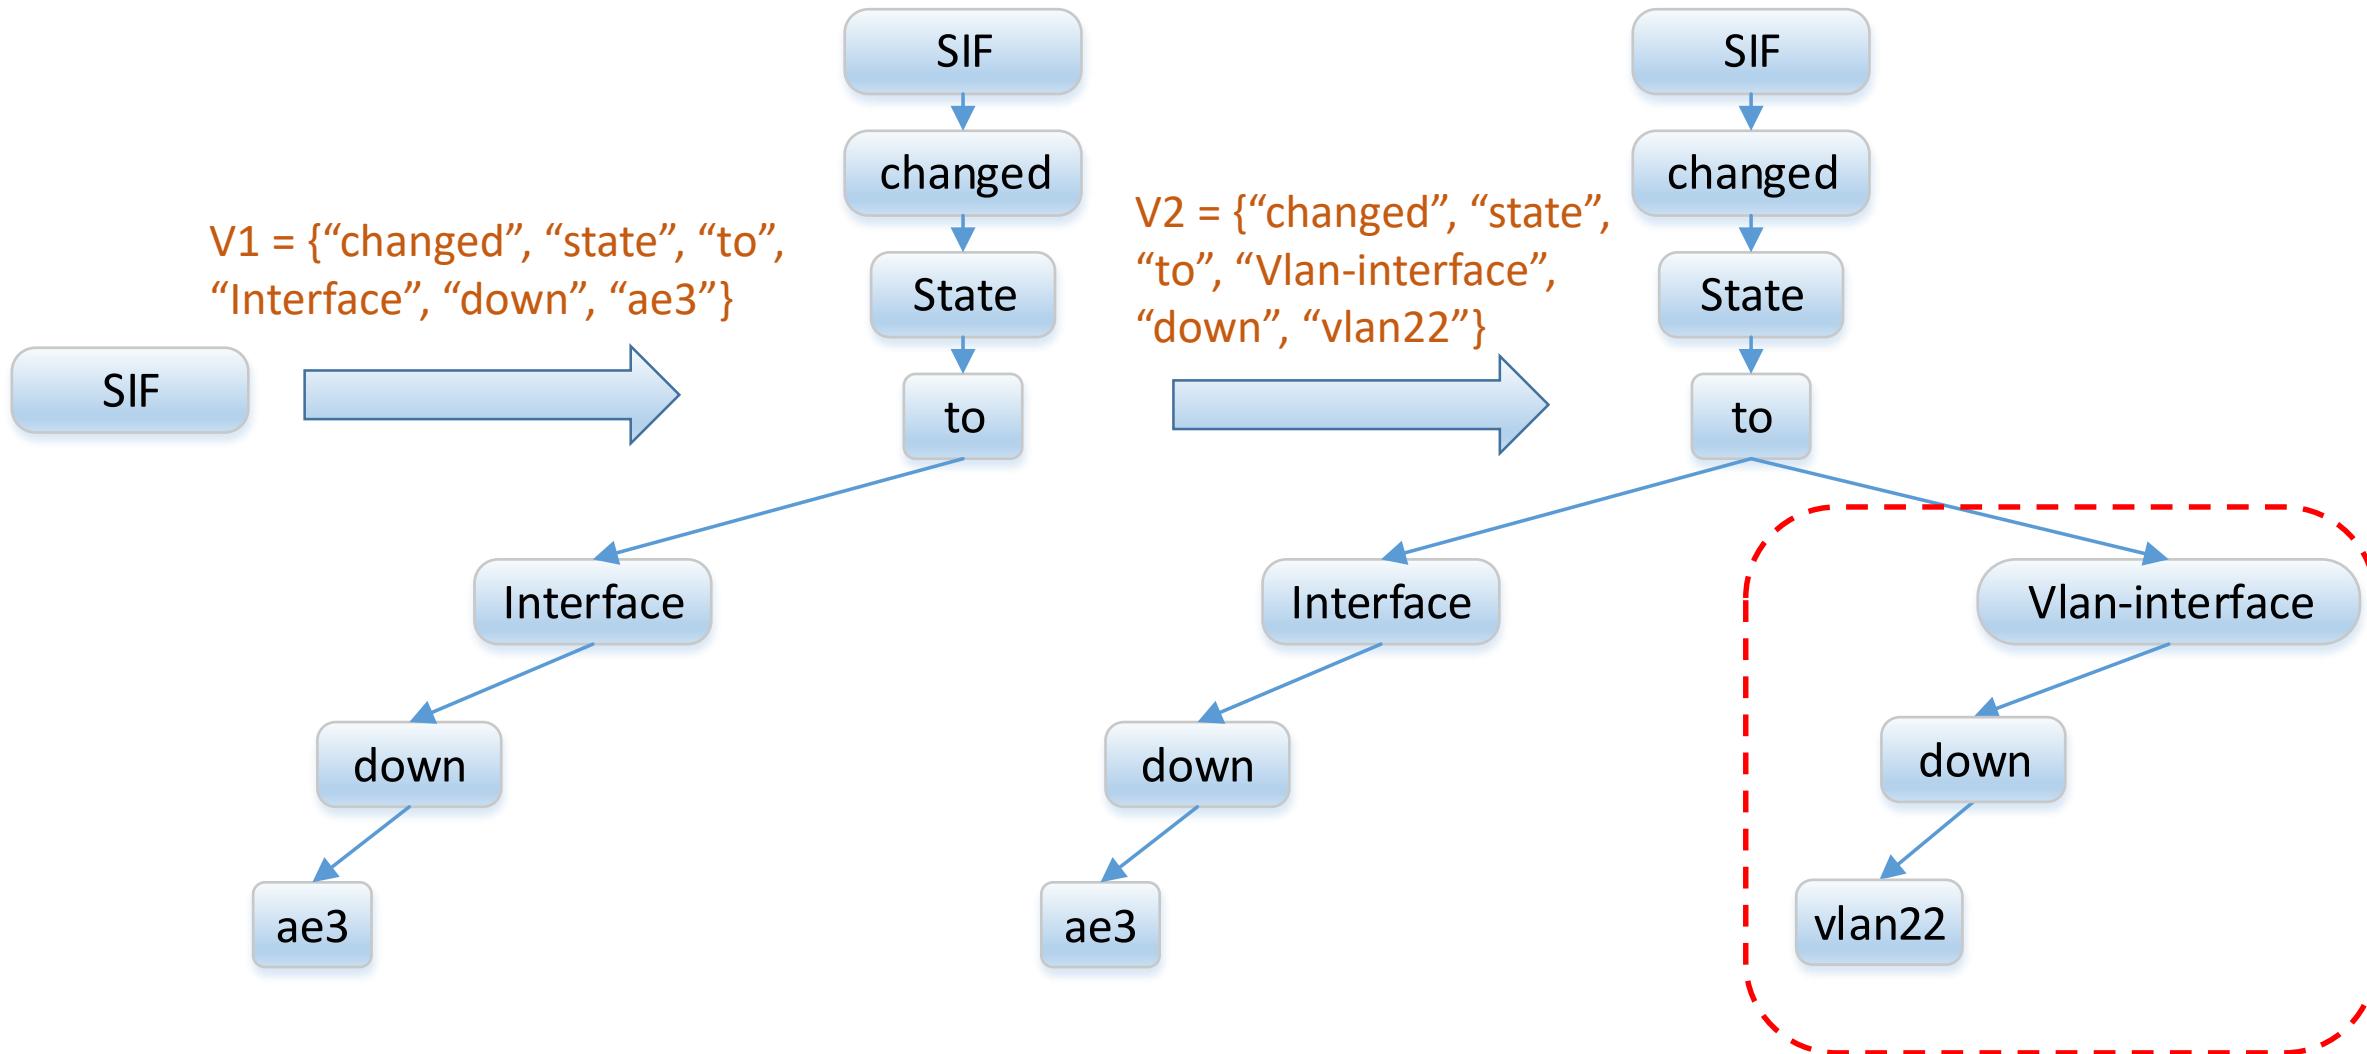 SIF
V1 = {“changed”, “state”, “to”,
“Interface”, “down”, “ae3”}
SIF
changed
State
to
Interface
down
ae3
V2 = {“changed”, “state”,
“to”, “Vlan-interface”,
“down”, “vlan22”}
SIF
changed
State
to
Interface
down
ae3
Vlan-interface
down
vlan22